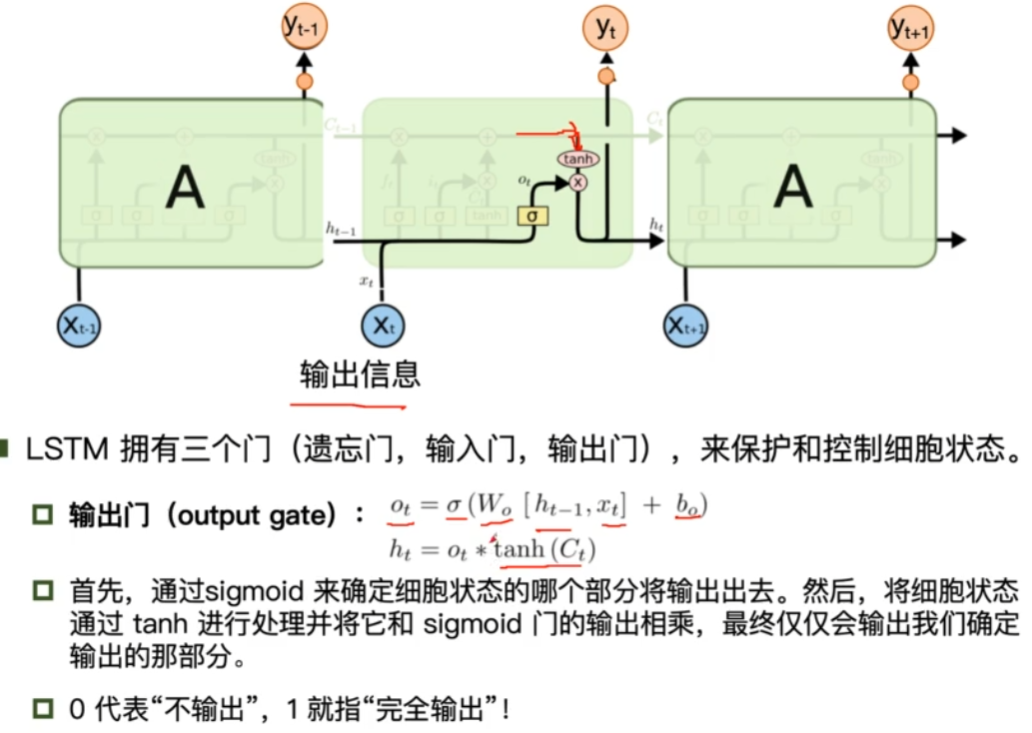 y_{t-1} y_t y_{t+1}
C_{t-1} C_t
tanh
A o_t A
σ
h_{t-1} h_t
x_t
X_{t-1} X_t X_{t+1}
输出信息
LSTM 拥有三个门（遗忘门，输入门，输出门），来保护和控制细胞状态。
输出门（output gate）： o_t = σ (W_o [h_{t-1}, x_t] + b_o)
h_t = o_t * tanh (C_t)
首先，通过sigmoid 来确定细胞状态的哪个部分将输出出去。然后，将细胞状态
通过 tanh 进行处理并将它和 sigmoid 门的输出相乘，最终仅仅会输出我们确定
输出的那部分。
0 代表“不输出”，1 就指“完全输出”！